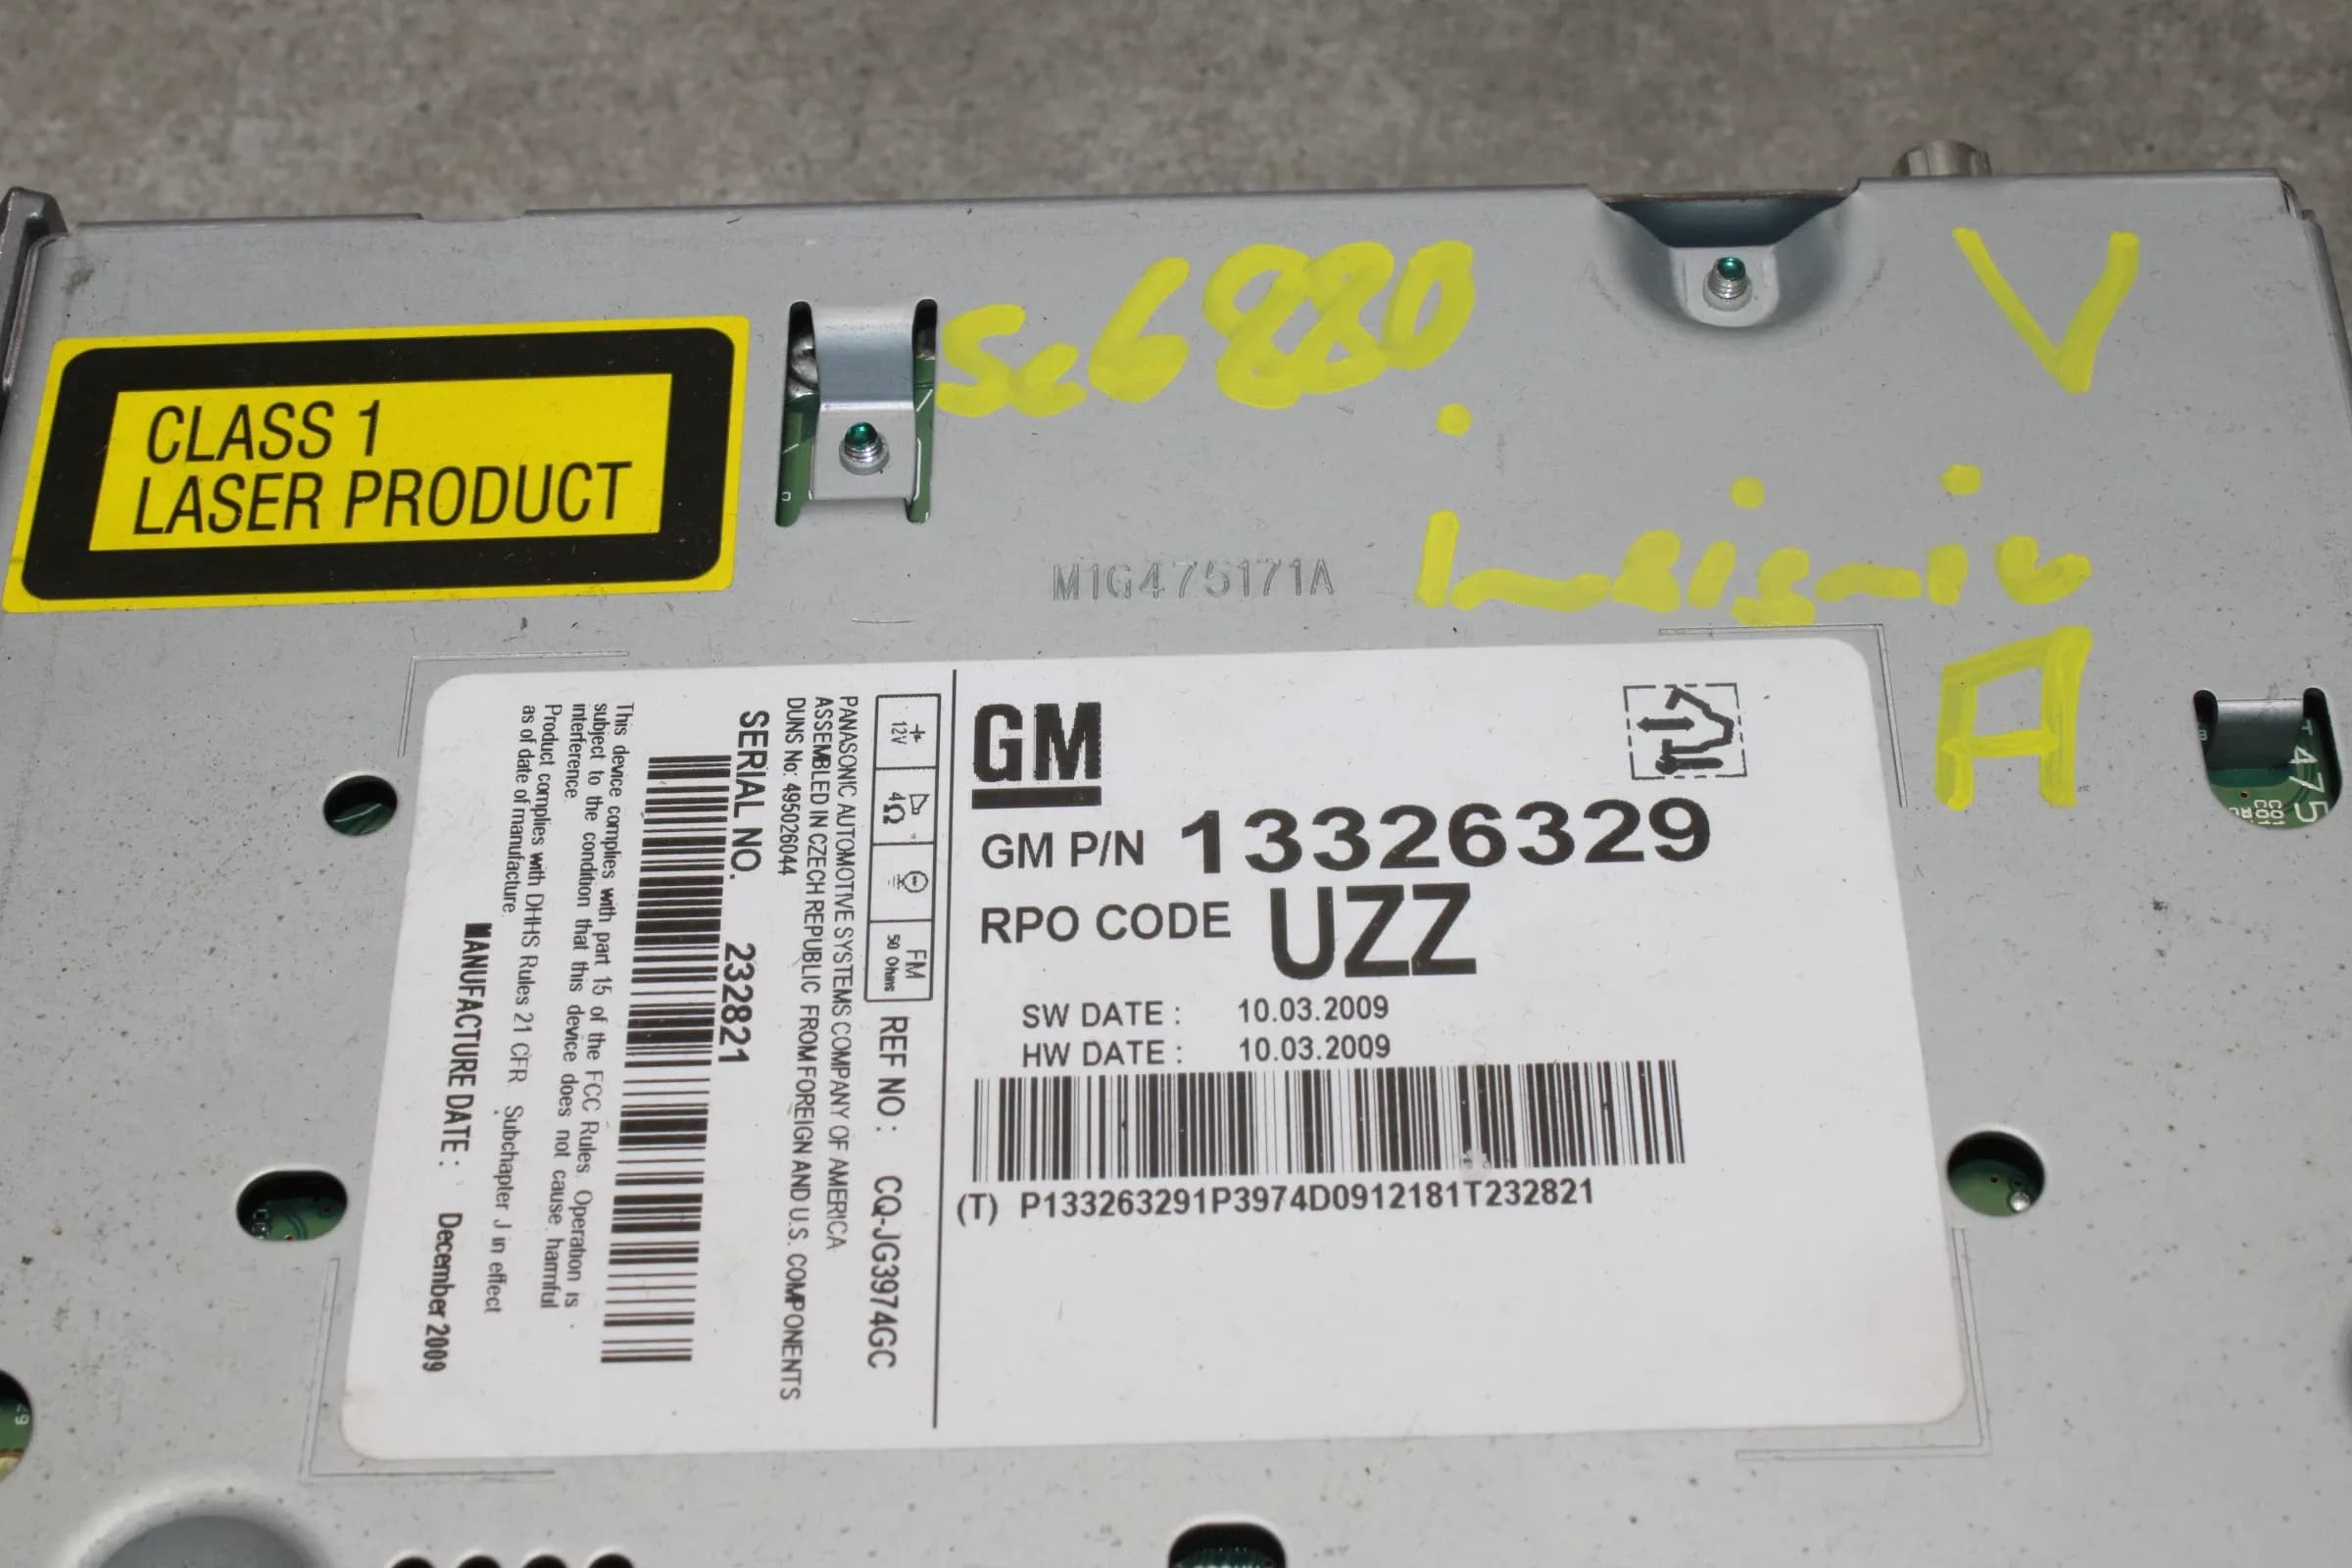 CLASS 1
LASER PRODUCT
Sc6880.
V
Insignia
A
M1G475171A
475
CO1
CO1
GM
GM P/N 13326329
RPO CODE UZZ
SW DATE : 10.03.2009
HW DATE : 10.03.2009
(T) P133263291P3974D0912181T232821
12V
4Ω
FM
50 Ohms
REF NO : CQ-JG3974GC
PANASONIC AUTOMOTIVE SYSTEMS COMPANY OF AMERICA
ASSEMBLED IN CZECH REPUBLIC FROM FOREIGN AND U.S. COMPONENTS
DUNS No: 495026044
SERIAL NO. 232821
This device complies with part 15 of the FCC Rules. Operation is
subject to the condition that this device does not cause harmful
interference.
Product complies with DHHS Rules 21 CFR Subchapter J in effect
as of date of manufacture.
MANUFACTURE DATE : December 2009